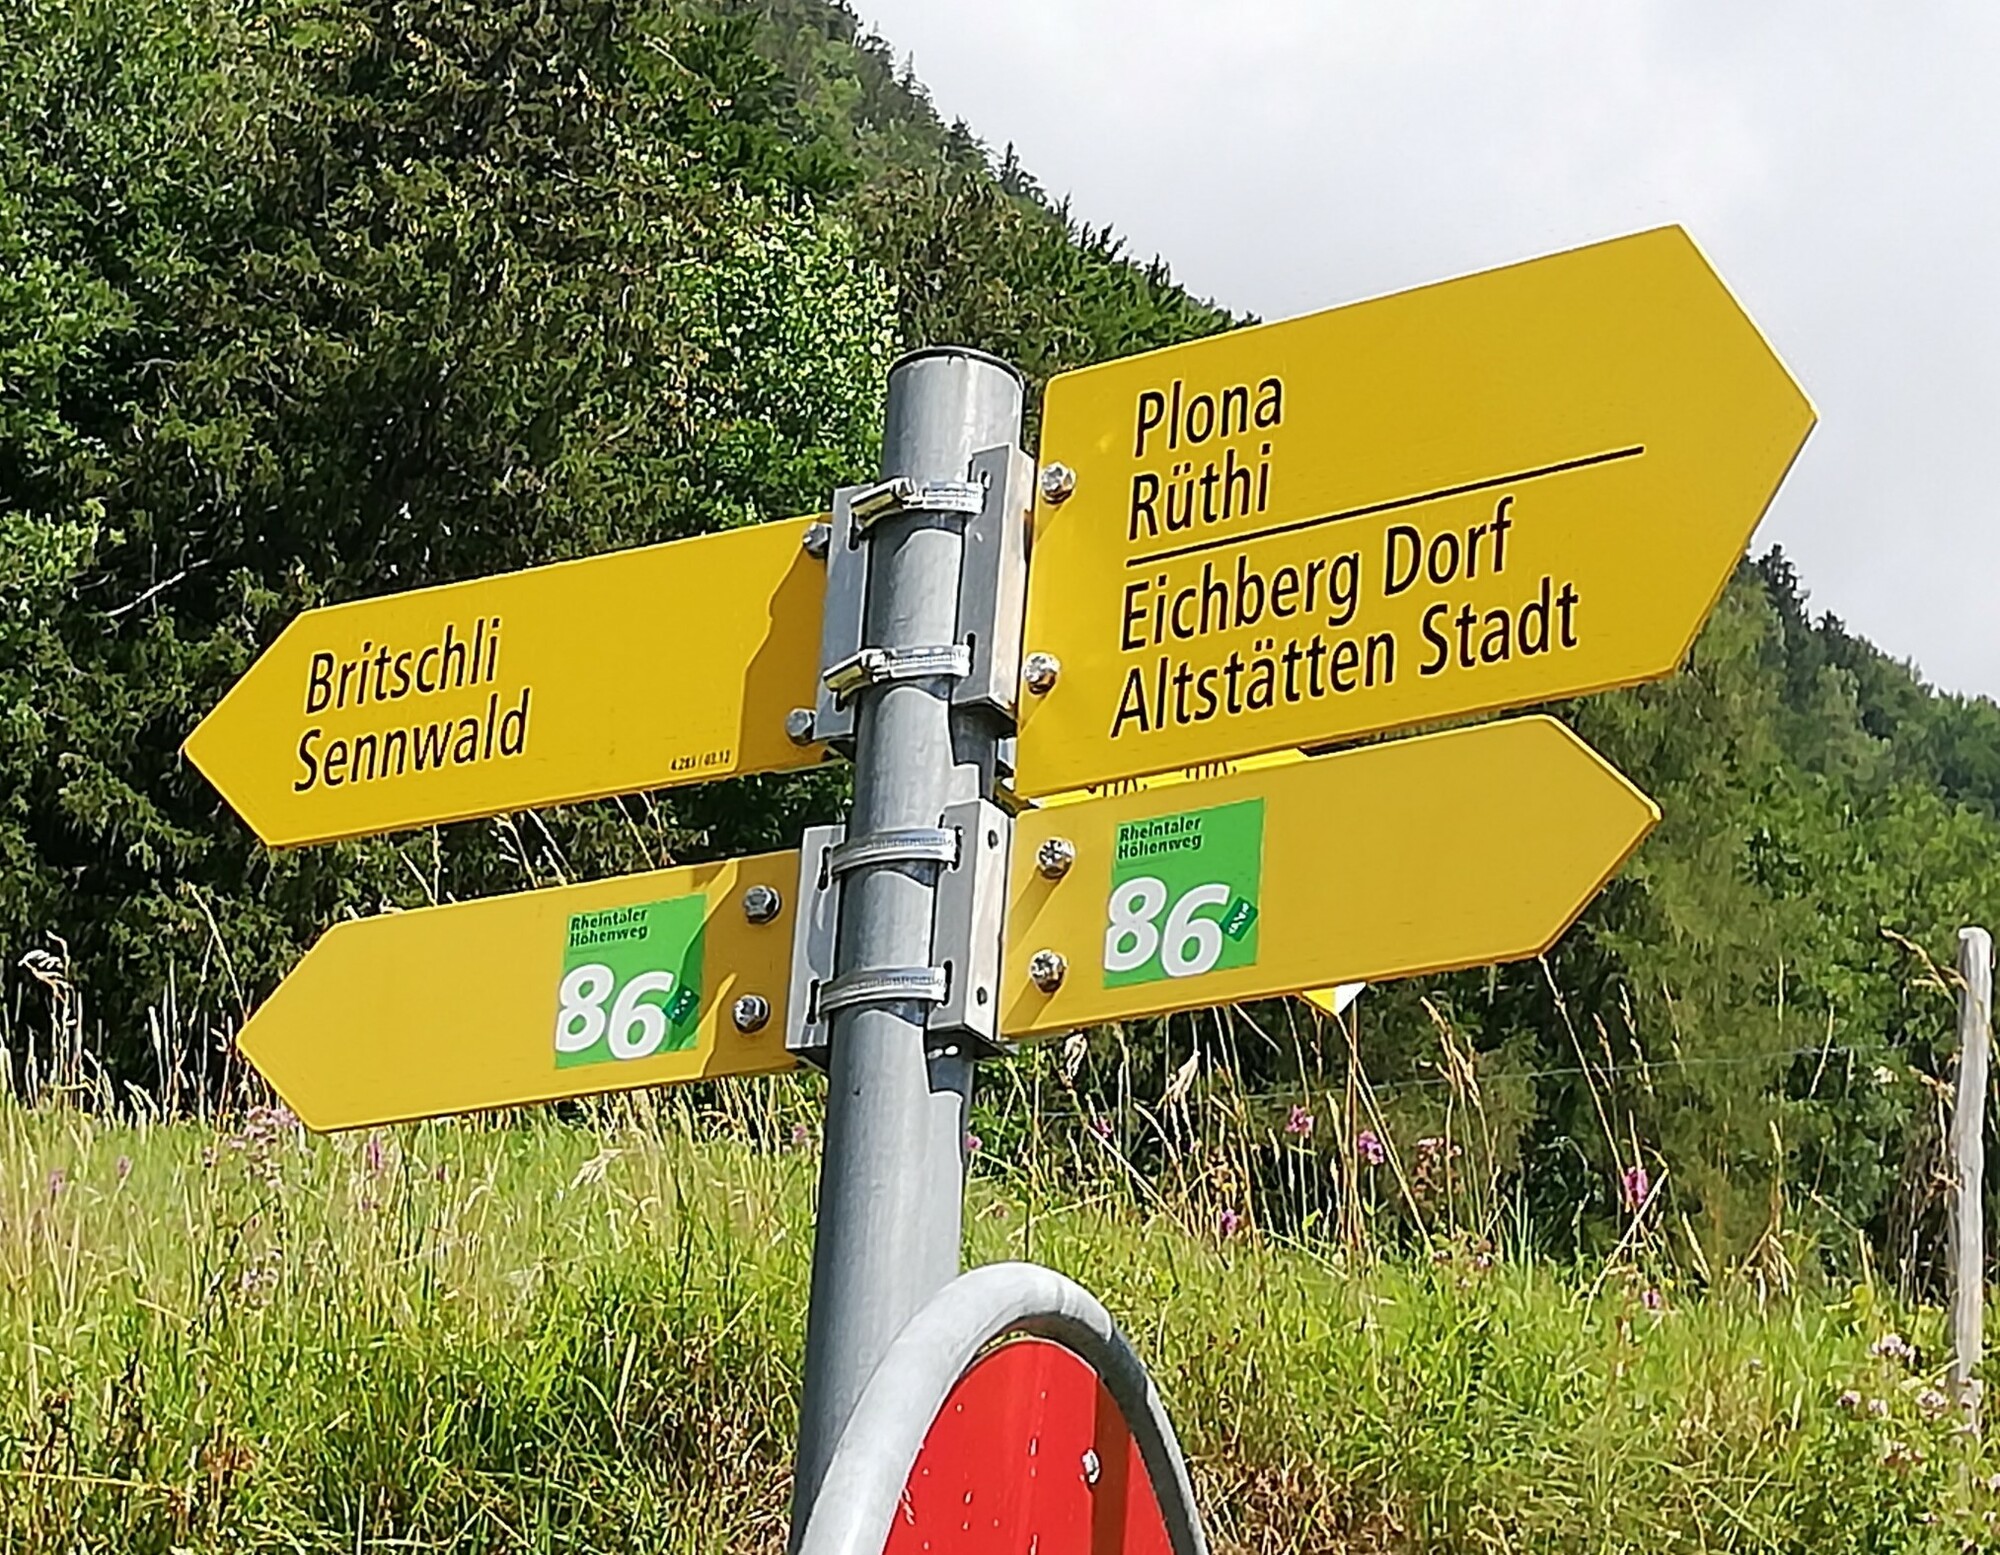 Plona
Rüthi
Eichberg Dorf
Altstätten Stadt
Britschli
Sennwald
Rheintaler
Höhenweg
86
Rheintaler
Höhenweg
86